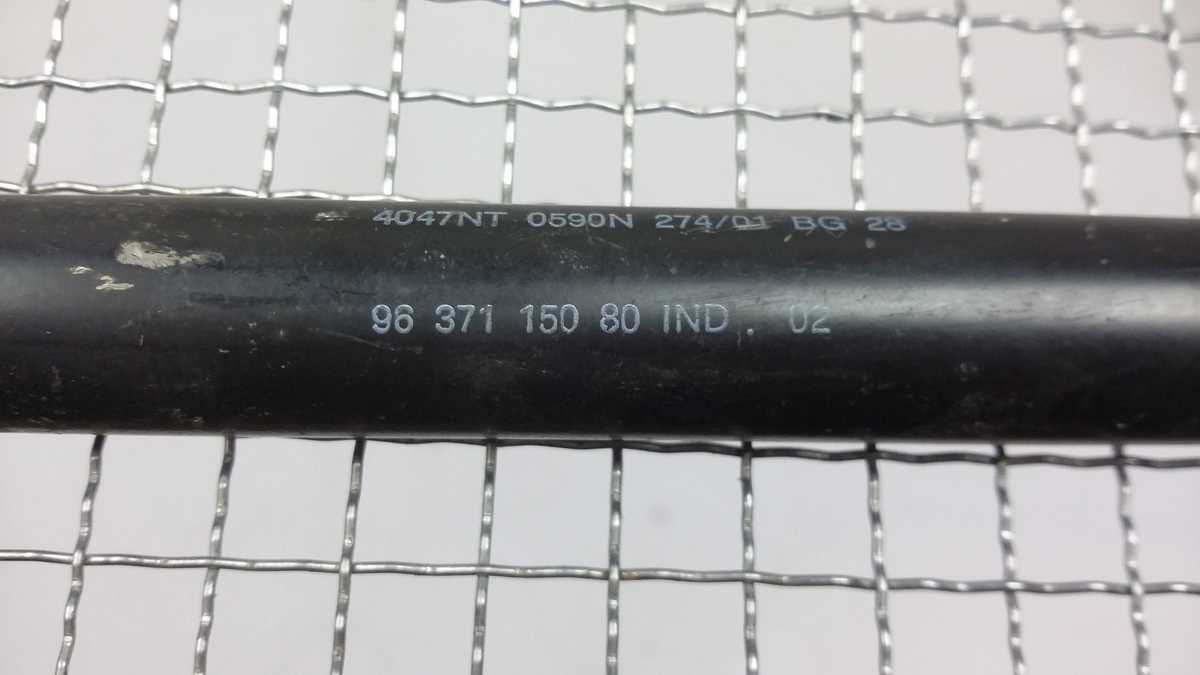 4047NT 0590N 274/01 BG 28
96 371 150 80 IND. 02